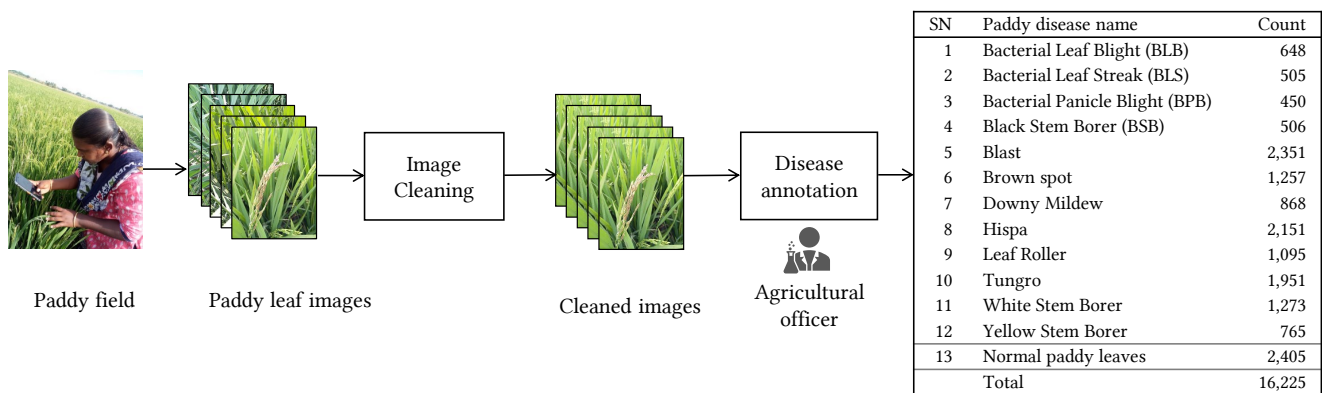 Paddy field
Paddy leaf images
Image
Cleaning
Cleaned images
Disease
annotation
Agricultural
officer
SN Paddy disease name Count
1 Bacterial Leaf Blight (BLB) 648
2 Bacterial Leaf Streak (BLS) 505
3 Bacterial Panicle Blight (BPB) 450
4 Black Stem Borer (BSB) 506
5 Blast 2,351
6 Brown spot 1,257
7 Downy Mildew 868
8 Hispa 2,151
9 Leaf Roller 1,095
10 Tungro 1,951
11 White Stem Borer 1,273
12 Yellow Stem Borer 765
13 Normal paddy leaves 2,405
Total 16,225